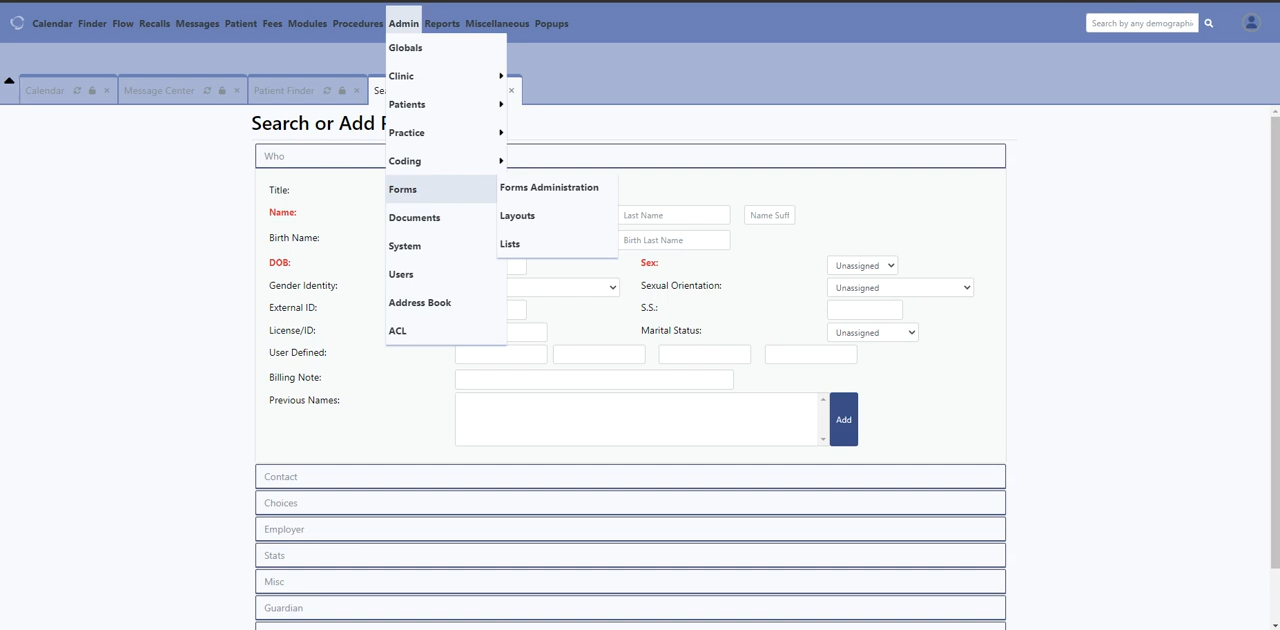 Calendar Finder Flow Recalls Messages Patient Fees Modules Procedures Admin Reports Miscellaneous Popups
Search by any demographi
Globals
Clinic
Calendar
Message Center
Patient Finder
Patients
Search or Add
Practice
Who
Coding
Title:
Forms
Forms Administration
Name:
Documents
Layouts
Last Name
Name Suff
Birth Name:
System
Lists
Birth Last Name
DOB:
Sex:
Unassigned
Users
Gender Identity:
Sexual Orientation:
Unassigned
External ID:
Address Book
S.S.:
License/ID:
ACL
Marital Status:
Unassigned
User Defined:
Billing Note:
Previous Names:
Add
Contact
Choices
Employer
Stats
Misc
Guardian